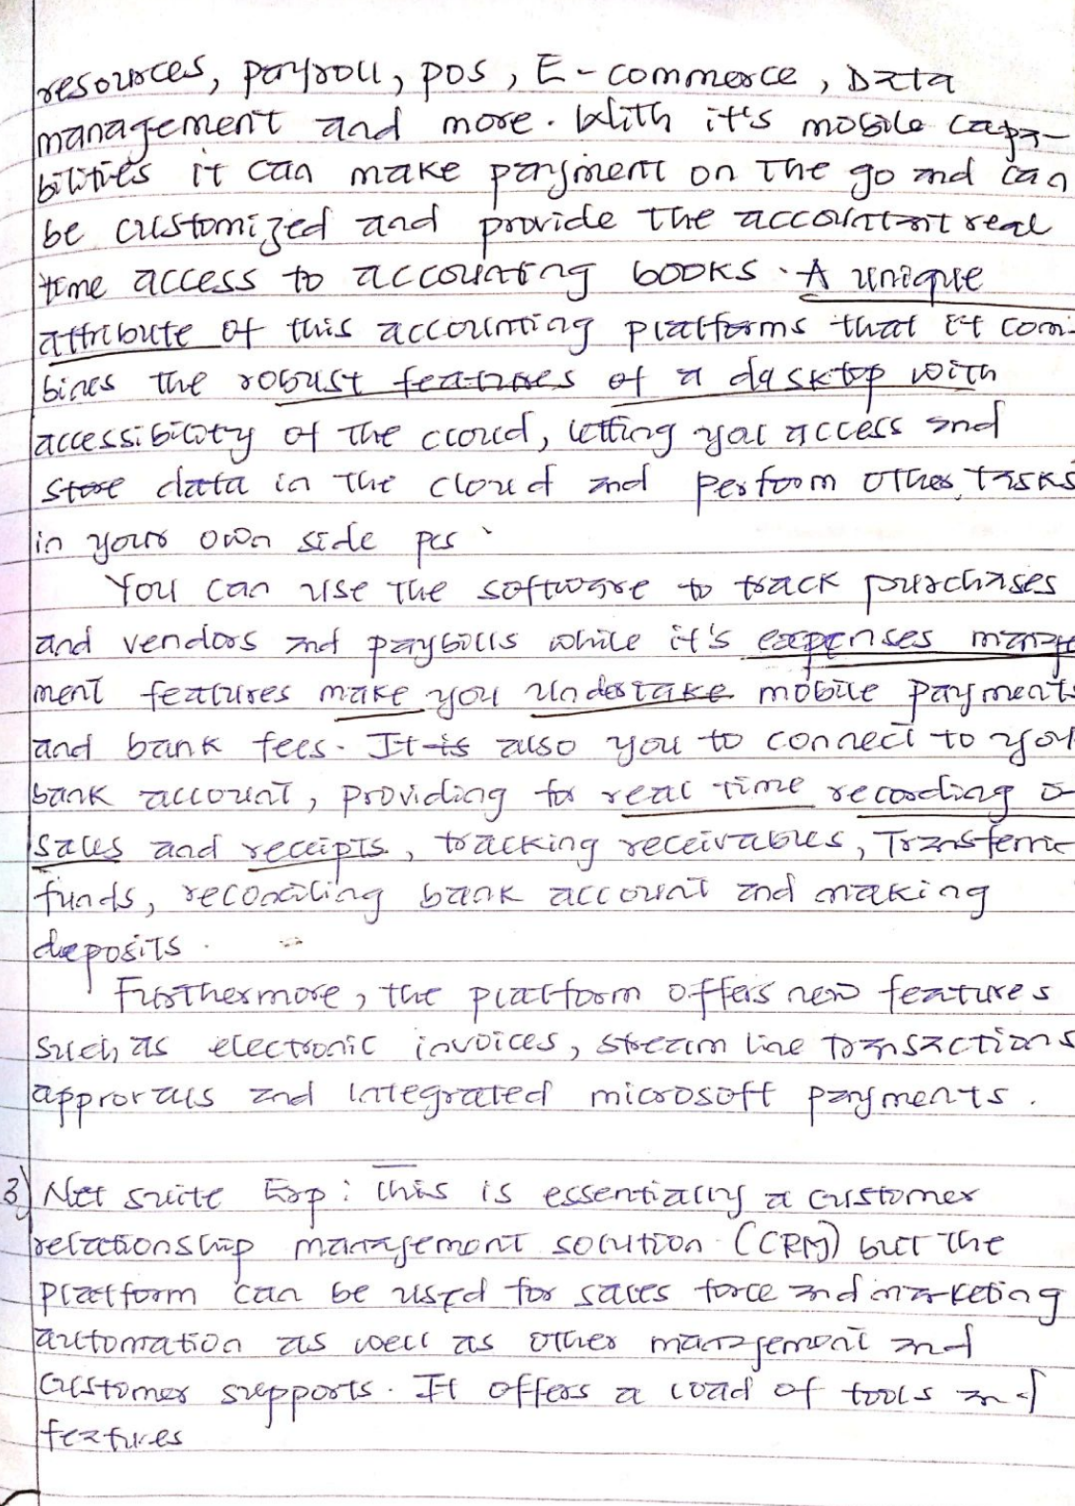 resources, payroll, pos, E-commerce, Data
management and more. With it's mobile capa-
bilities it can make payment on the go and can
be customized and provide the accountant real
time access to accounting books. A unique
attribute of this accounting platforms that it com-
bines the robust features of a desktop with
accessibility of the cloud, letting you access and
store data in the cloud and perform other tasks
in your own side pcs.
You can use the software to track purchases
and vendors and paybills while it's expenses manage
ment features make you undertake mobile payments
and bank fees. It is also you to connect to you
bank account, providing for real time recording o
sales and receipts, tracking receivables, Transferri
funds, reconciling bank account and making
deposits.
Furthermore, the platform offers new features
such as electronic invoices, stream line transactions
approvals and integrated microsoft payments.
3) Net suite Erp: This is essentially a customer
relationship management solution (CRM) but the
platform can be used for sales force and marketing
automation as well as other management and
customer supports. It offers a load of tools and
features